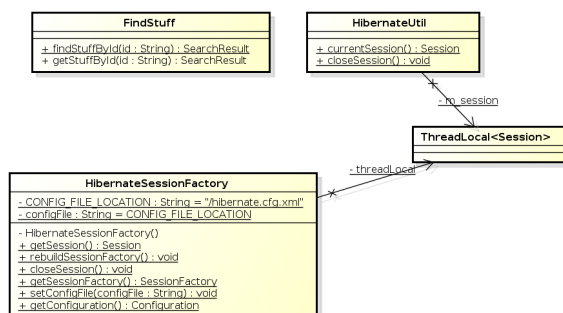 FindStuff
+ findStuffById(id : String) : SearchResult
+ getStuffById(id : String) : SearchResult
HibernateUtil
+ currentSession() : Session
+ closeSession() : void
- m_session
ThreadLocal<Session>
- threadLocal
HibernateSessionFactory
- CONFIG_FILE_LOCATION : String = "/hibernate.cfg.xml"
- configFile : String = CONFIG_FILE_LOCATION
- HibernateSessionFactory()
+ getSession() : Session
+ rebuildSessionFactory() : void
+ closeSession() : void
+ getSessionFactory() : SessionFactory
+ setConfigFile(configFile : String) : void
+ getConfiguration() : Configuration